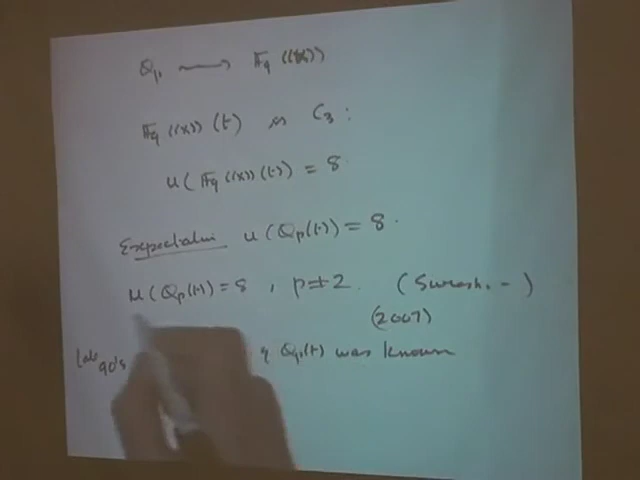 Qp ⟶ Fq((x))
Fq((x))(t) is C3 :
u(Fq((x))(t)) = 8
Expectation u(Qp(t)) = 8.
u(Qp(t)) = 8 , p ≠ 2. (Suresh, - )
(2007)
Late 90's
Qp(t) was known